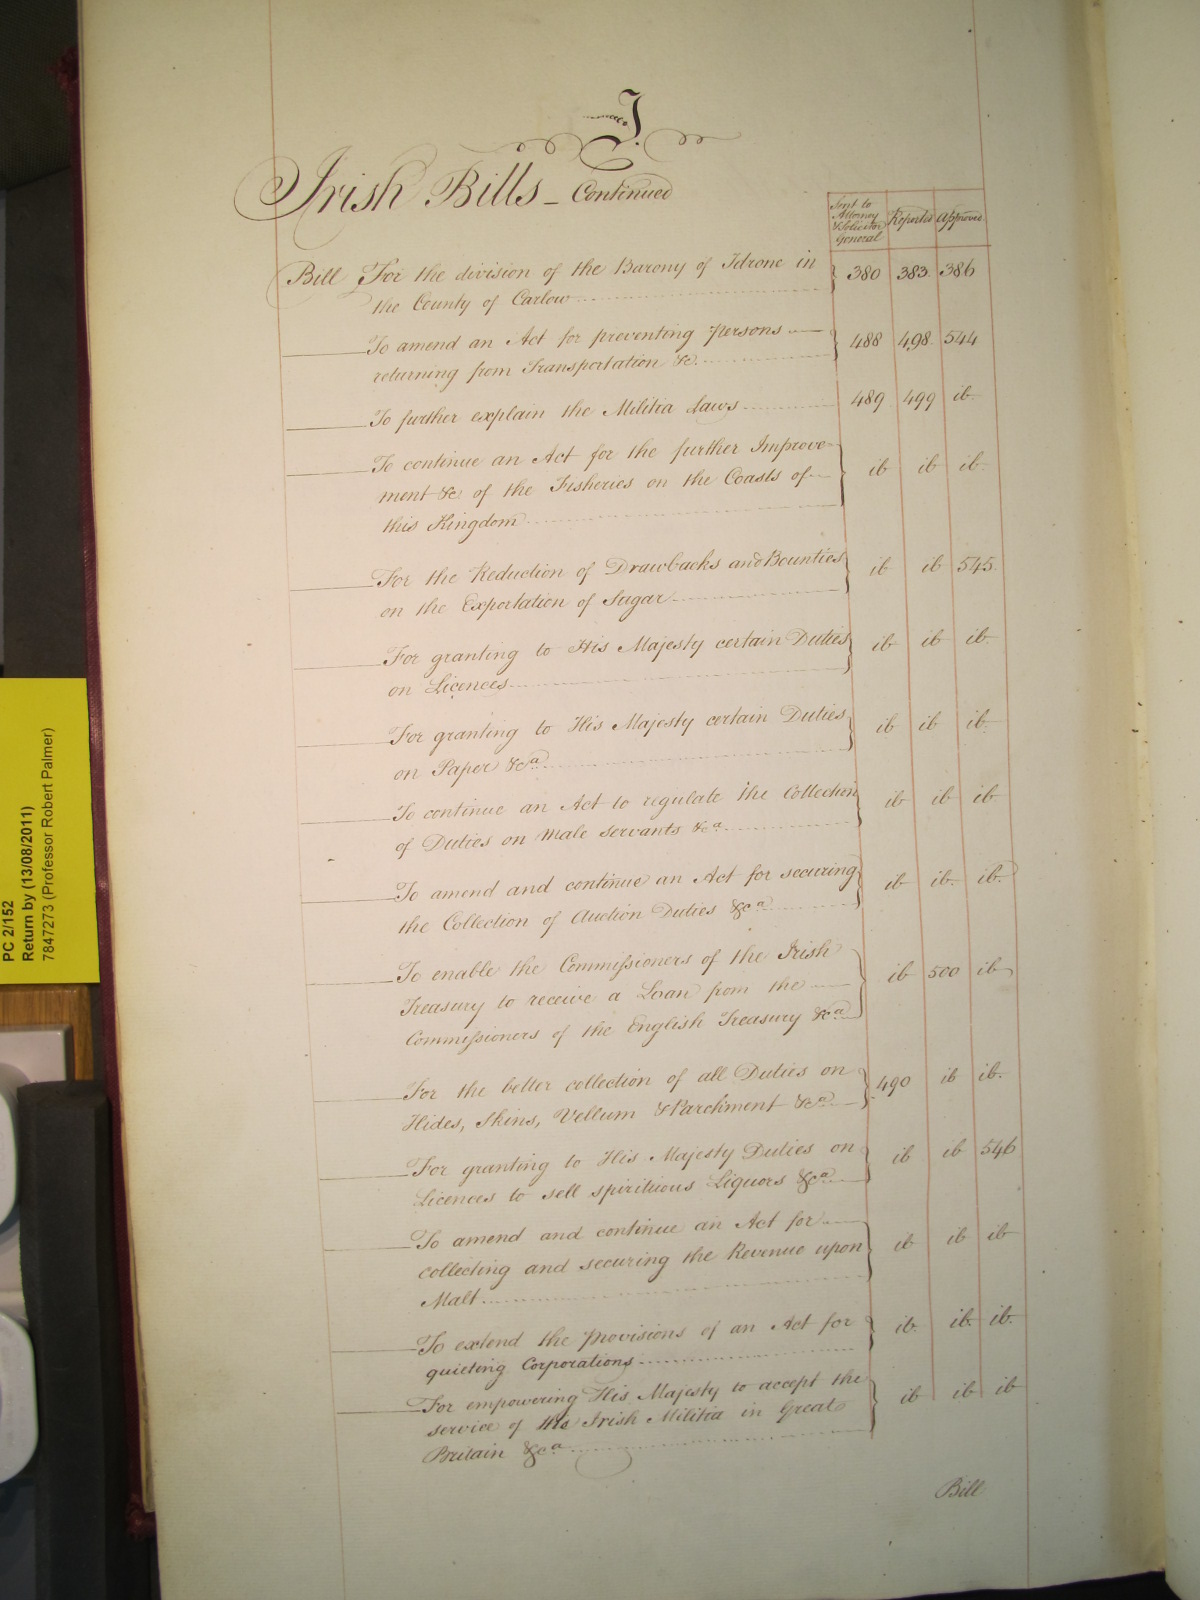 I
Irish Bills _ Continued
Sent to
Attorney
& Solicitor
General
Reported
Approved
Bill For the division of the Barony of Idrone in
the County of Carlow 380 383 386
To amend an Act for preventing Persons
returning from Transportation &c. 488 498 544
To further explain the Militia Laws 489 499 ib
To continue an Act for the further Improve-
ment &c of the Fisheries on the Coasts of
this Kingdom ib ib ib
For the Reduction of Drawbacks and Bounties
on the Exportation of Sugar ib ib 545
For granting to His Majesty certain Duties
on Licences ib ib ib
For granting to His Majesty certain Duties
on Paper &ca ib ib ib
To continue an Act to regulate the Collection
of Duties on Male Servants &ca ib ib ib
To amend and continue an Act for securing
the Collection of Auction Duties &ca ib ib ib
To enable the Commissioners of the Irish
Treasury to receive a Loan from the
Commissioners of the English Treasury &ca ib 500 ib
For the better collection of all Duties on
Hides, Skins, Vellum & Parchment &ca 490 ib ib
For granting to His Majesty Duties on
Licences to sell spiritious Liquors &ca ib ib 546
To amend and continue an Act for
collecting and securing the Revenue upon
Malt ib ib ib
To extend the Provisions of an Act for
quieting Corporations ib ib ib
For empowering His Majesty to accept the
service of the Irish Militia in Great
Britain &ca ib ib ib
Bill
PC 2/152
Return by (13/08/2011)
7847273 (Professor Robert Palmer)